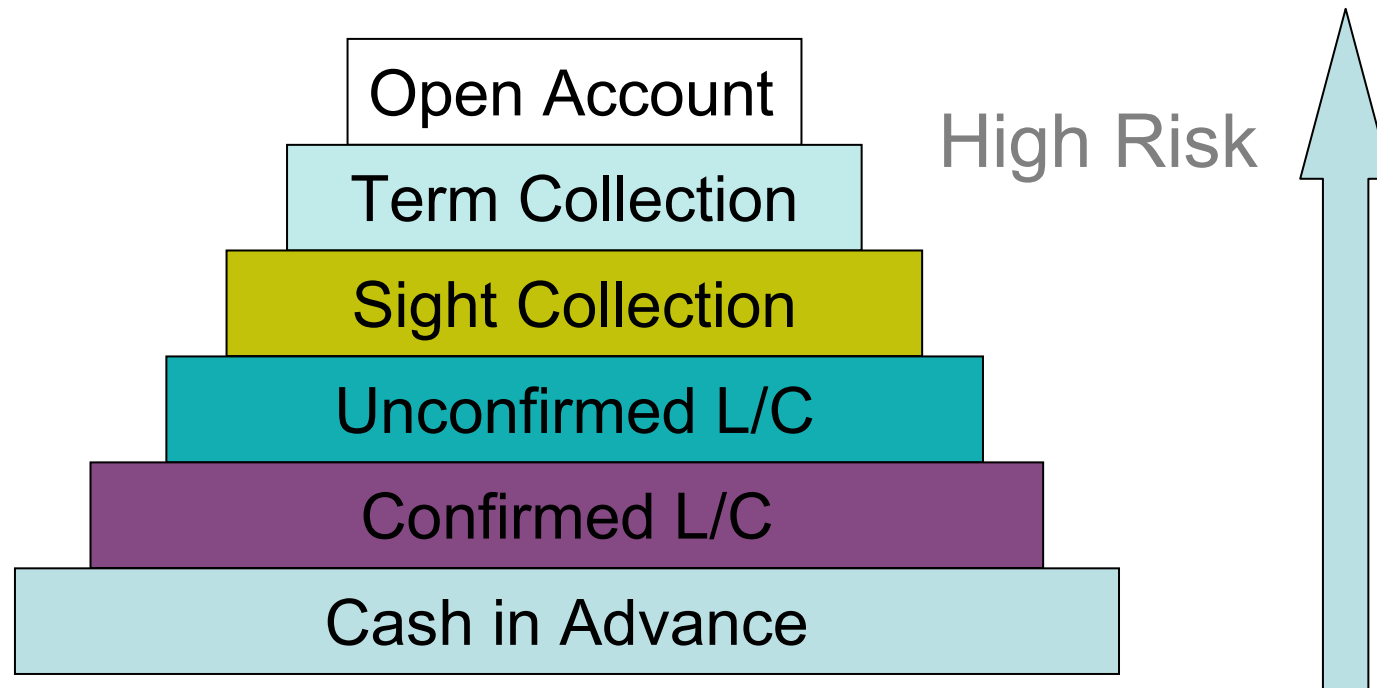 Open Account
High Risk
Term Collection
Sight Collection
Unconfirmed L/C
Confirmed L/C
Cash in Advance